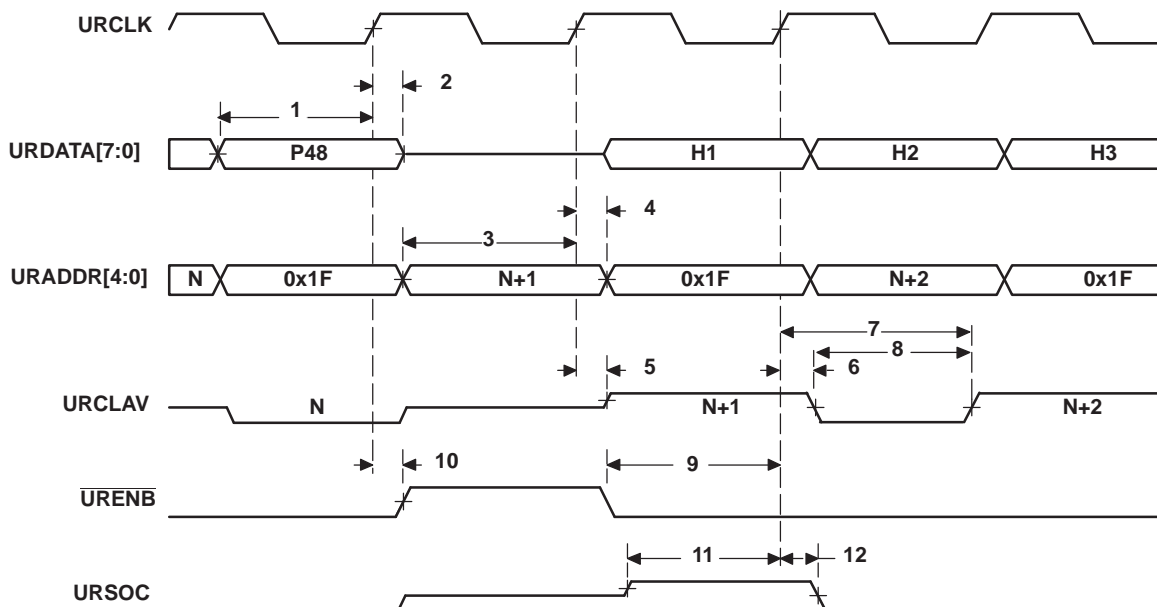 URCLK
2
1
URDATA[7:0]
P48
H1
H2
H3
4
3
URADDR[4:0]
N
0x1F
N+1
0x1F
N+2
0x1F
7
8
5
6
URCLAV
N
N+1
N+2
10
9
URENB
11
12
URSOC